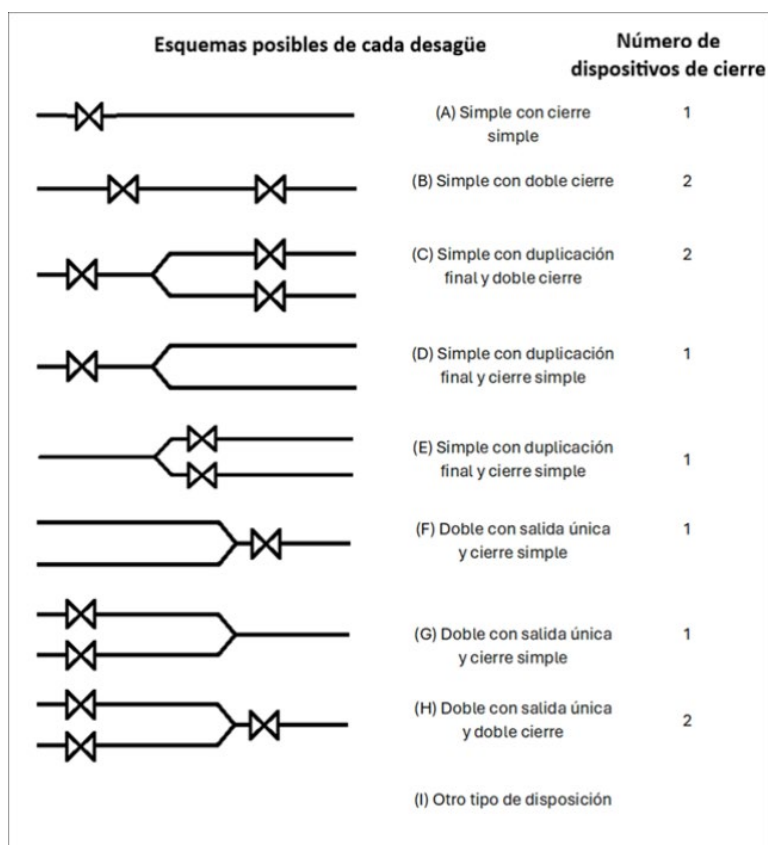 Esquemas posibles de cada desagüe
Número de
dispositivos de cierre
(A) Simple con cierre
simple
1
(B) Simple con doble cierre
2
(C) Simple con duplicación
final y doble cierre
2
(D) Simple con duplicación
final y cierre simple
1
(E) Simple con duplicación
final y cierre simple
1
(F) Doble con salida única
y cierre simple
1
(G) Doble con salida única
y cierre simple
1
(H) Doble con salida única
y doble cierre
2
(I) Otro tipo de disposición